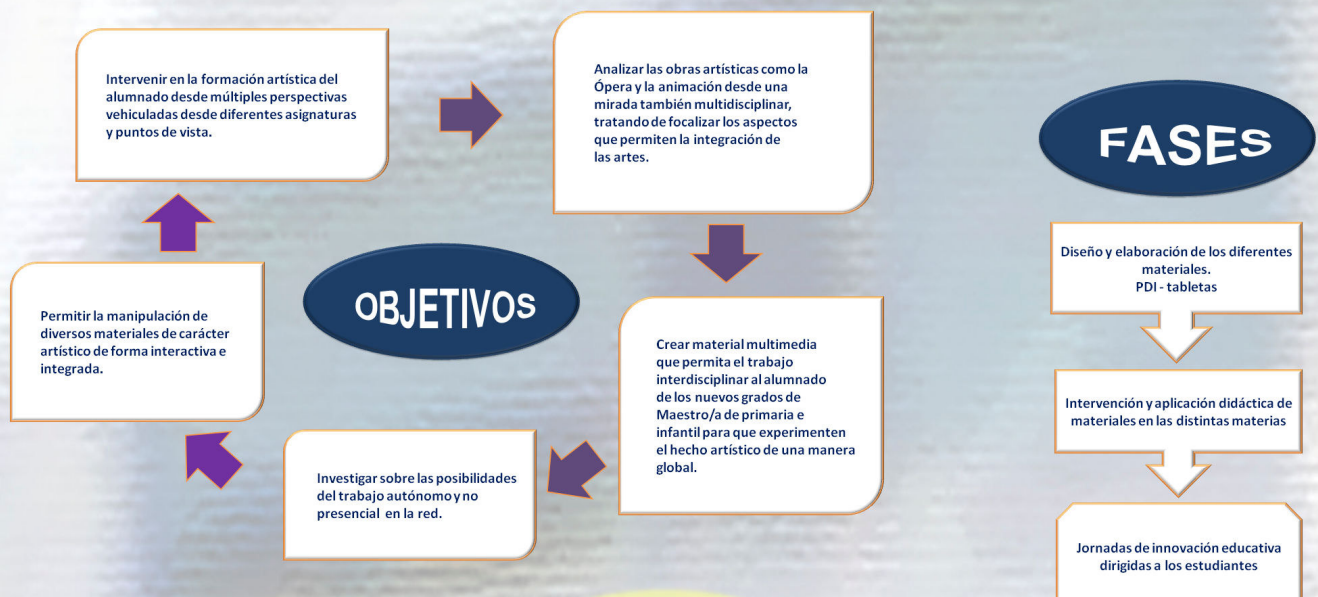 Intervenir en la formación artística del
alumnado desde múltiples perspectivas
vehiculadas desde diferentes asignaturas
y puntos de vista.
Analizar las obras artísticas como la
Ópera y la animación desde una
mirada también multidisciplinar,
tratando de focalizar los aspectos
que permiten la integración de
las artes.
OBJETIVOS
Permitir la manipulación de
diversos materiales de carácter
artístico de forma interactiva e
integrada.
Crear material multimedia
que permita el trabajo
interdisciplinar al alumnado
de los nuevos grados de
Maestro/a de primaria e
infantil para que experimenten
el hecho artístico de una manera
global.
Investigar sobre las posibilidades
del trabajo autónomo y no
presencial en la red.
FASES
Diseño y elaboración de los diferentes
materiales.
PDI - tabletas
Intervención y aplicación didáctica de
materiales en las distintas materias
Jornadas de innovación educativa
dirigidas a los estudiantes